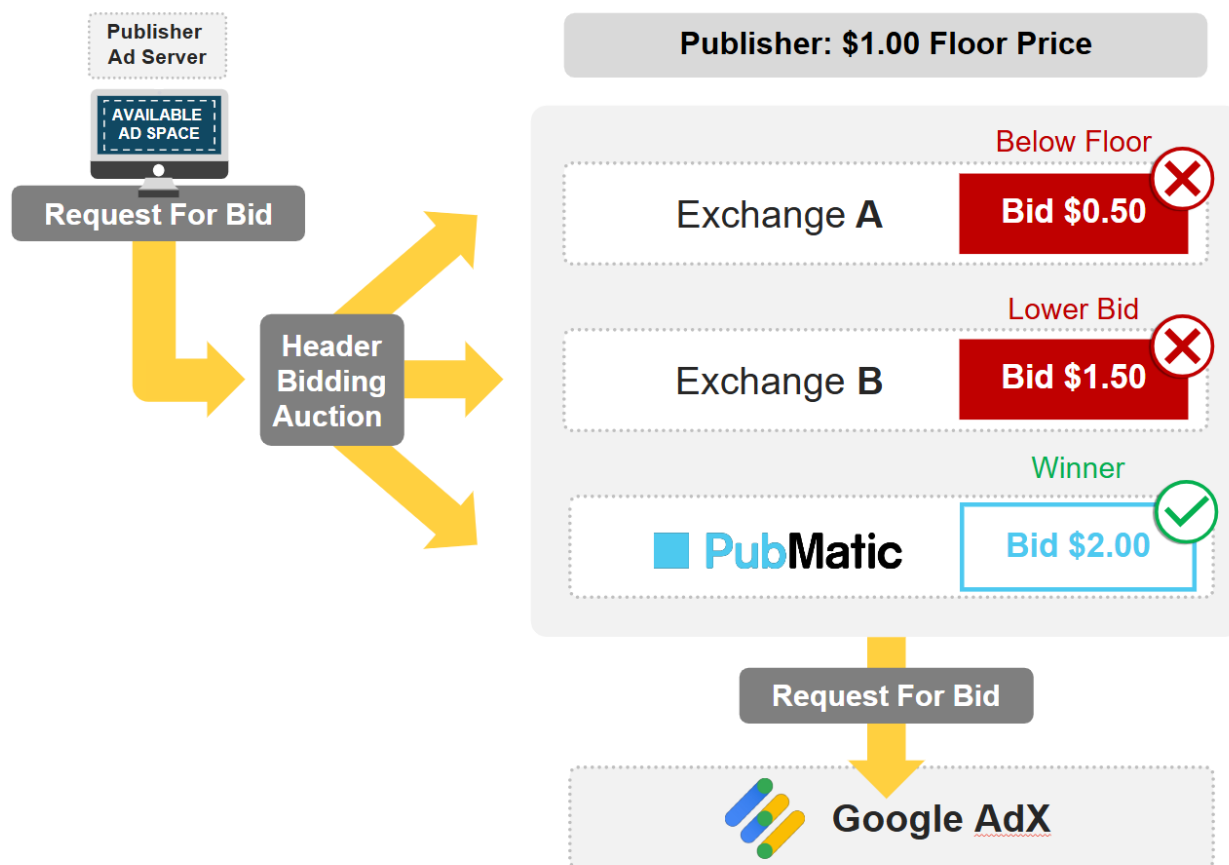 Publisher
Ad Server
AVAILABLE
AD SPACE
Request For Bid
Header
Bidding
Auction
Publisher: $1.00 Floor Price
Below Floor
Exchange A
Bid $0.50
Lower Bid
Exchange B
Bid $1.50
Winner
PubMatic
Bid $2.00
Request For Bid
Google AdX